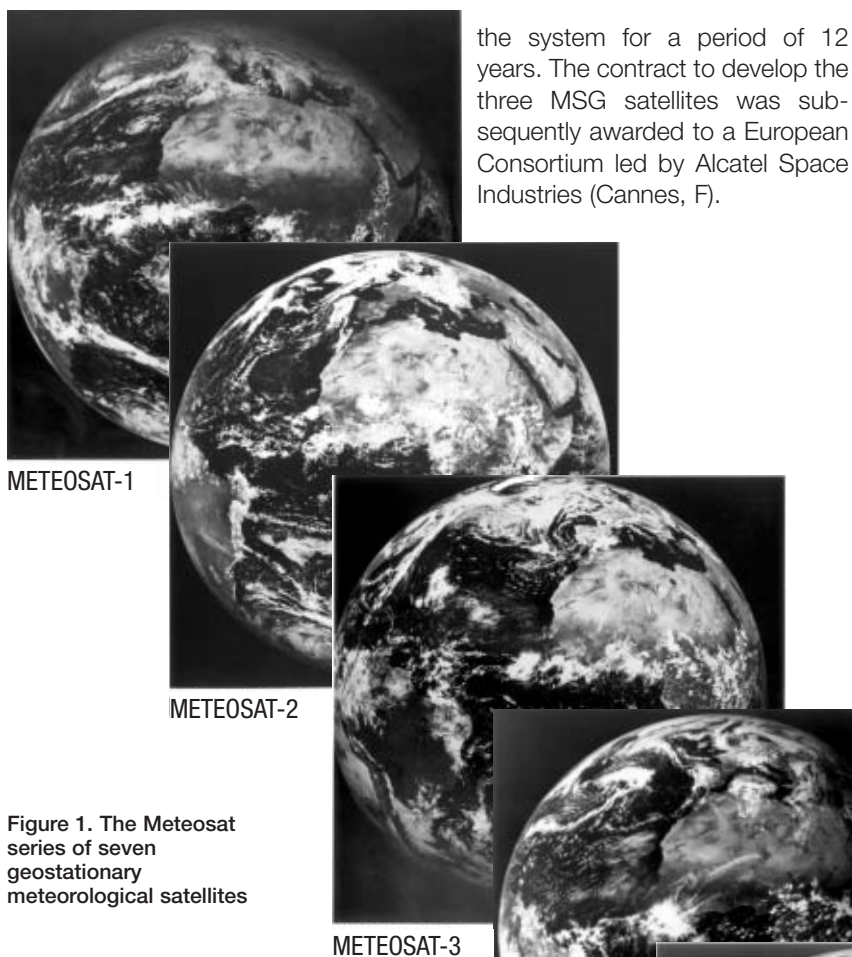 the system for a period of 12
years. The contract to develop the
three MSG satellites was sub-
sequently awarded to a European
Consortium led by Alcatel Space
Industries (Cannes, F).
METEOSAT-1
METEOSAT-2
Figure 1. The Meteosat
series of seven
geostationary
meteorological satellites
METEOSAT-3